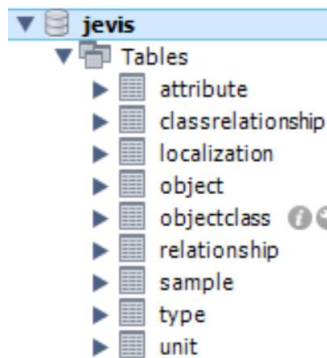 jevis
Tables
attribute
classrelationship
localization
object
objectclass
relationship
sample
type
unit